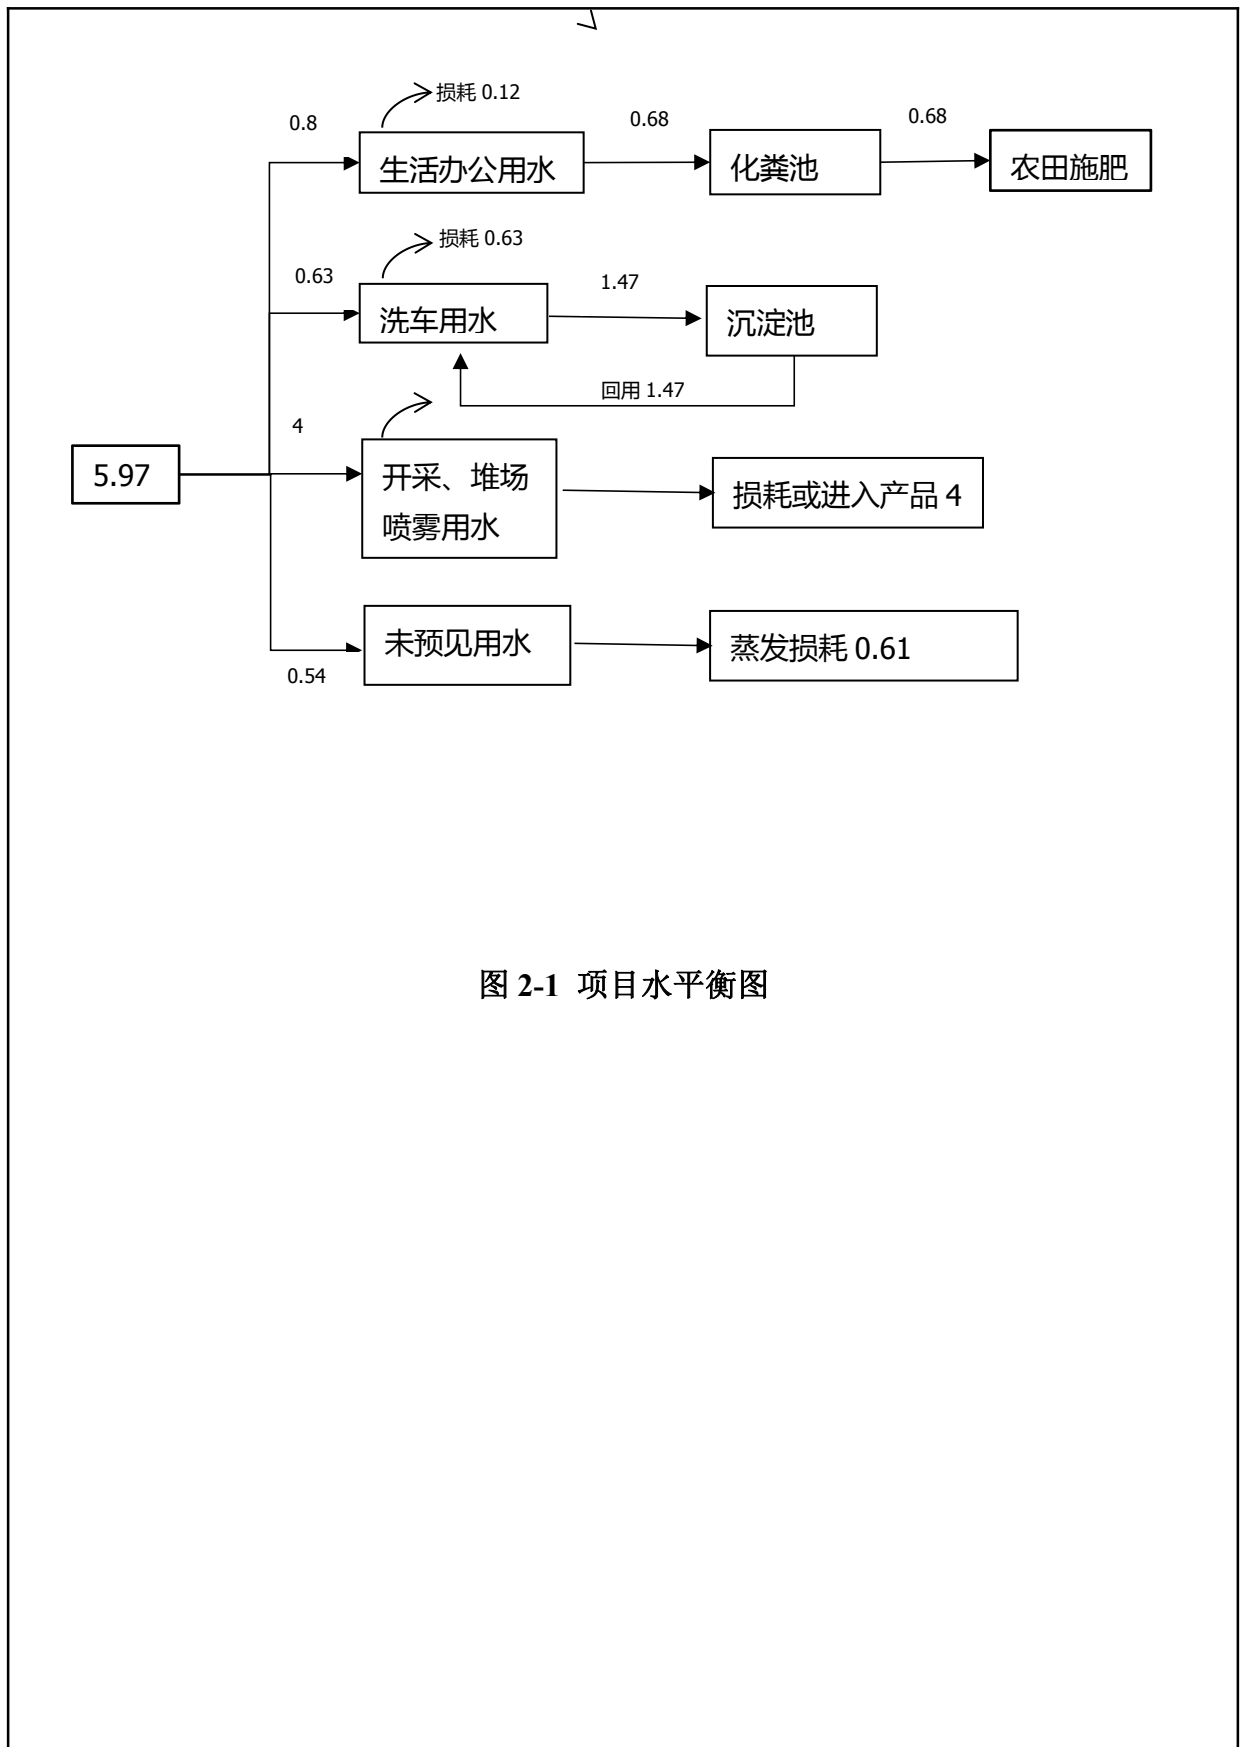 损耗 0.12
0.8
0.68
0.68
生活办公用水
化粪池
农田施肥
损耗 0.63
0.63
1.47
洗车用水
沉淀池
回用 1.47
4
5.97
开采、堆场
喷雾用水
损耗或进入产品 4
未预见用水
蒸发损耗 0.61
0.54
图 2-1 项目水平衡图